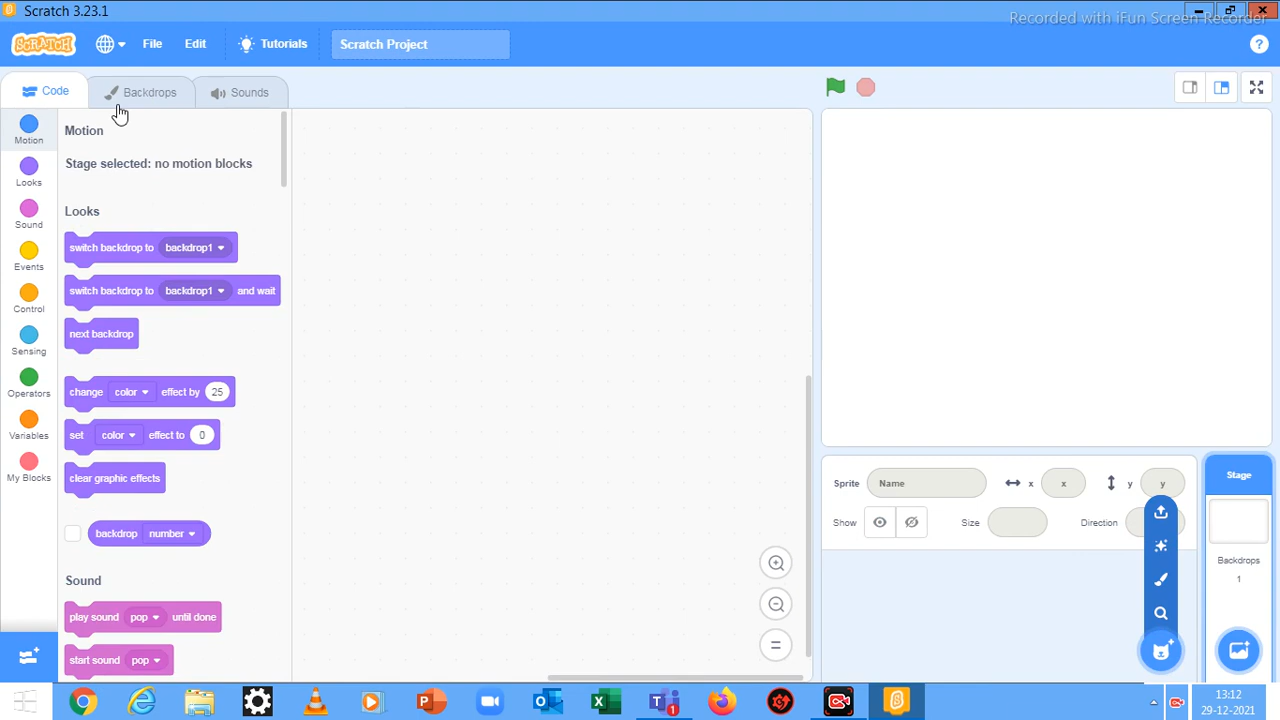 Scratch 3.23.1
Recorded with iFun Screen Recorder
SCRATCH
File
Edit
Tutorials
Scratch Project
?
Code
Backdrops
Sounds
Motion
Looks
Sound
Events
Control
Sensing
Operators
Variables
My Blocks
Motion
Stage selected: no motion blocks
Looks
switch backdrop to backdrop1
switch backdrop to backdrop1 and wait
next backdrop
change color effect by 25
set color effect to 0
clear graphic effects
backdrop number
Sound
play sound pop until done
start sound pop
Sprite Name x x y y
Show Size Direction
Stage
Backdrops
1
13:12
29-12-2021